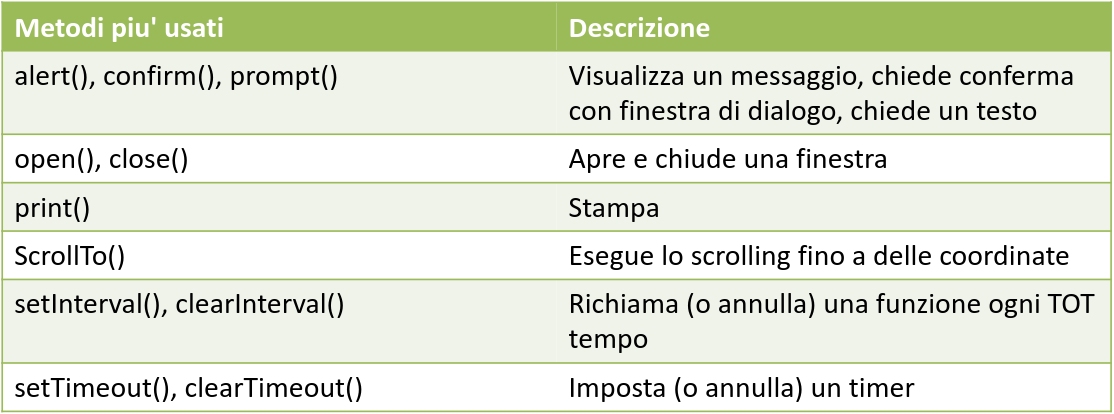 Metodi piu' usati
Descrizione
alert(), confirm(), prompt()
Visualizza un messaggio, chiede conferma
con finestra di dialogo, chiede un testo
open(), close()
Apre e chiude una finestra
print()
Stampa
ScrollTo()
Esegue lo scrolling fino a delle coordinate
setInterval(), clearInterval()
Richiama (o annulla) una funzione ogni TOT
tempo
setTimeout(), clearTimeout()
Imposta (o annulla) un timer